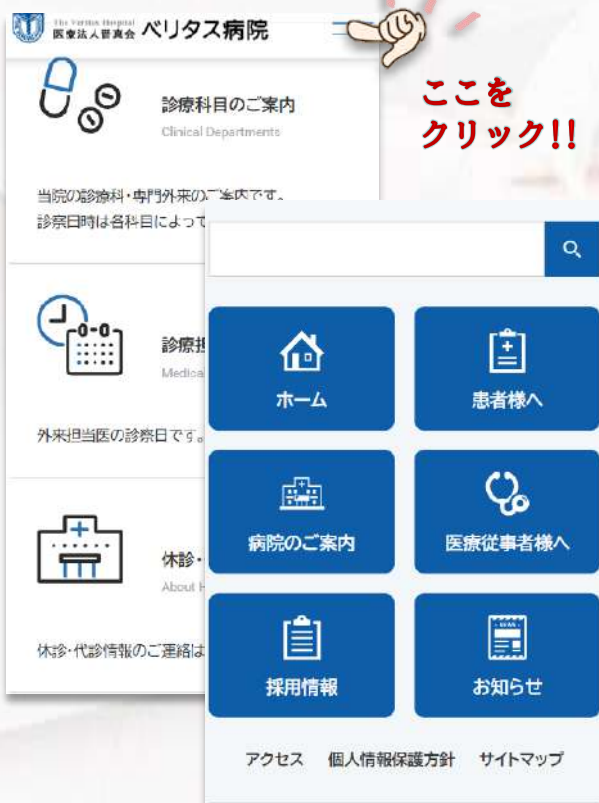 The Veritas Hospital
医療法人晋真会 ベリタス病院
ここを
クリック!!
診療科目のご案内
Clinical Departments
当院の診療科・専門外来のご案内です。
診察日時は各科目によって
診療担
Medica
外来担当医の診察日です。
休診・
About H
休診・代診情報のご連絡は
ホーム
患者様へ
病院のご案内
医療従事者様へ
採用情報
お知らせ
アクセス 個人情報保護方針 サイトマップ